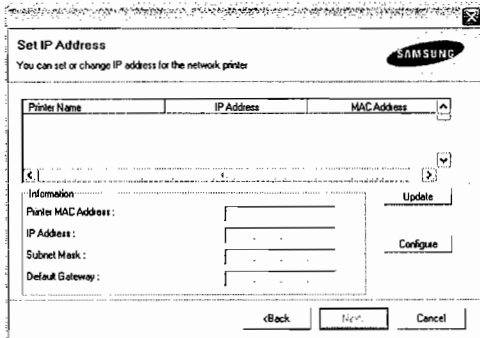 Set IP Address
You can set or change IP address for the network printer
SAMSUNG
Printer Name IP Address MAC Address
Information
Printer MAC Address :
IP Address :
Subnet Mask :
Default Gateway :
Update
Configure
<Back Next Cancel